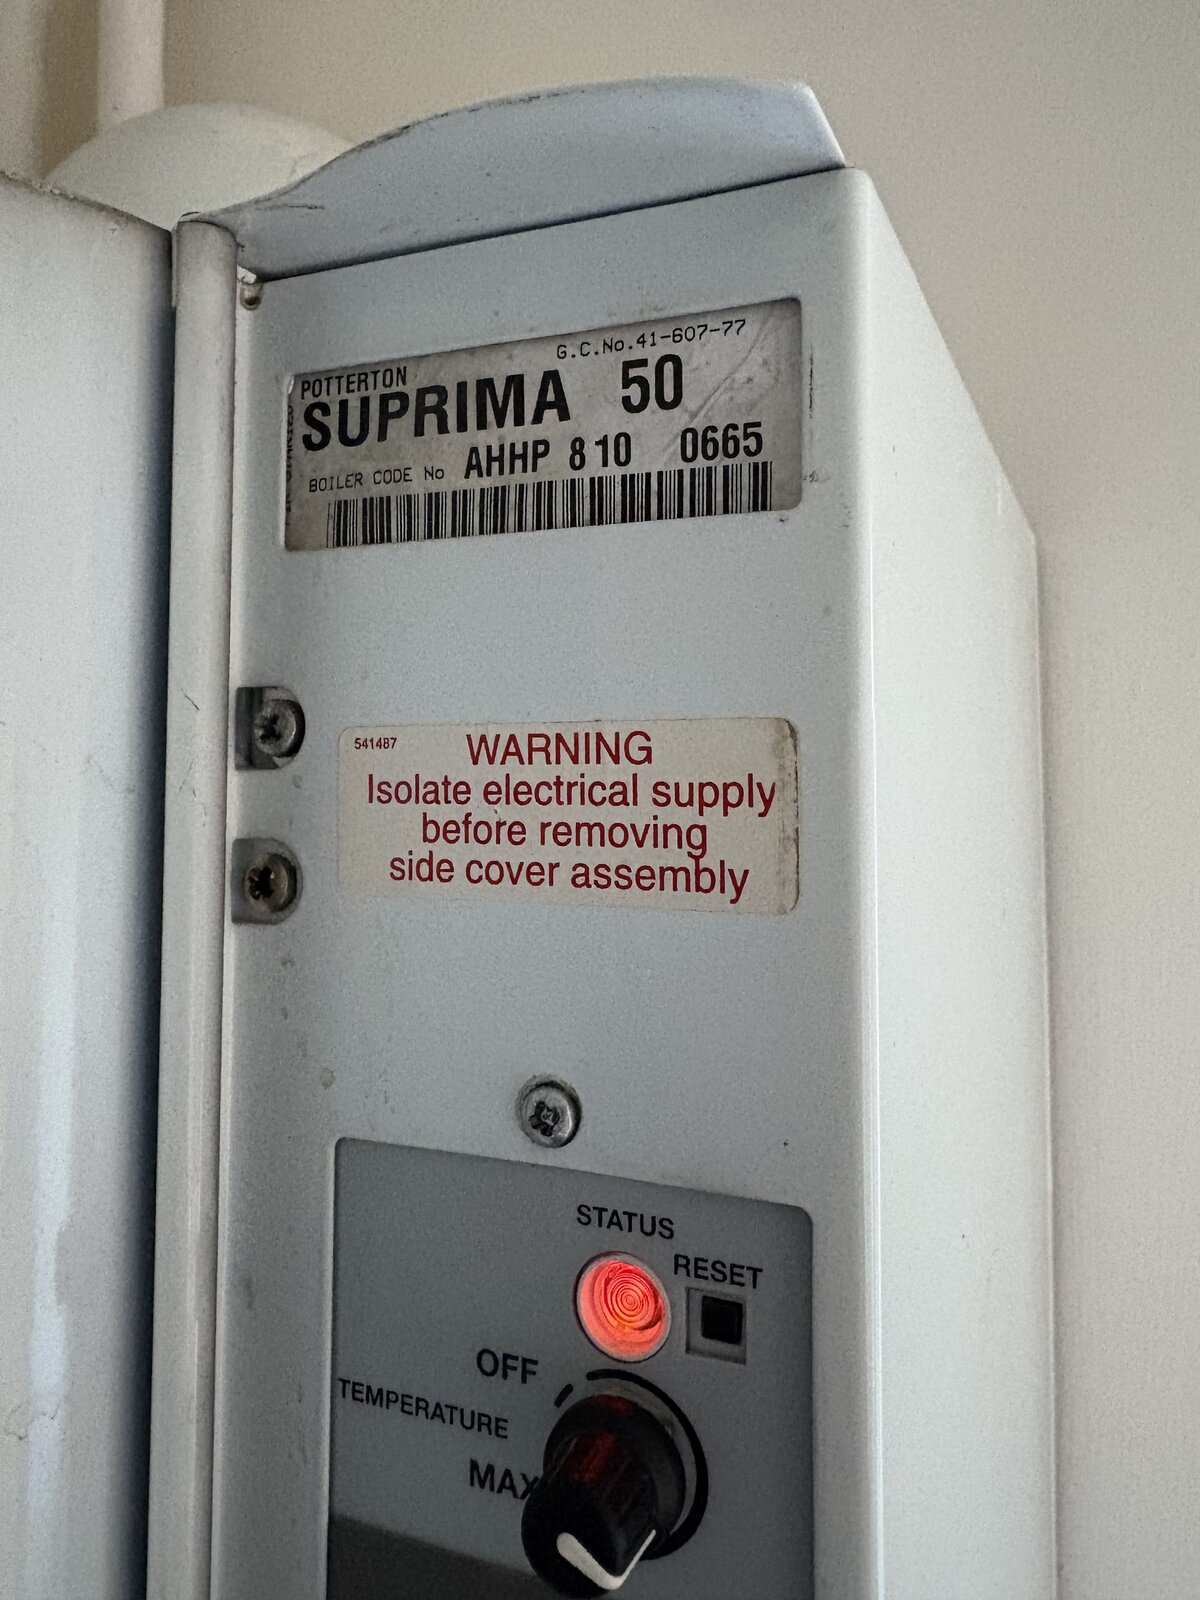 G.C.No.41-607-77
POTTERTON
SUPRIMA 50
BOILER CODE No AHHP 810 0665
541487
WARNING
Isolate electrical supply
before removing
side cover assembly
STATUS
RESET
OFF
TEMPERATURE
MAX